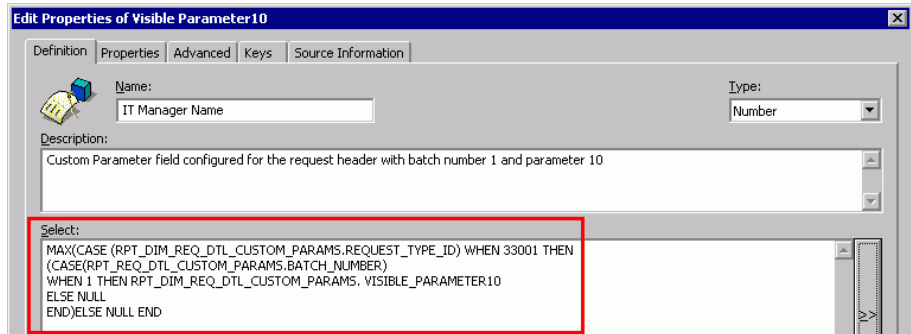 Edit Properties of Visible Parameter10
Definition Properties Advanced Keys Source Information
Name: Type:
IT Manager Name Number
Description:
Custom Parameter field configured for the request header with batch number 1 and parameter 10
Select:
MAX(CASE (RPT_DIM_REQ_DTL_CUSTOM_PARAMS.REQUEST_TYPE_ID) WHEN 33001 THEN
(CASE(RPT_REQ_DTL_CUSTOM_PARAMS.BATCH_NUMBER)
WHEN 1 THEN RPT_DIM_REQ_DTL_CUSTOM_PARAMS. VISIBLE_PARAMETER10
ELSE NULL
END)ELSE NULL END
>>